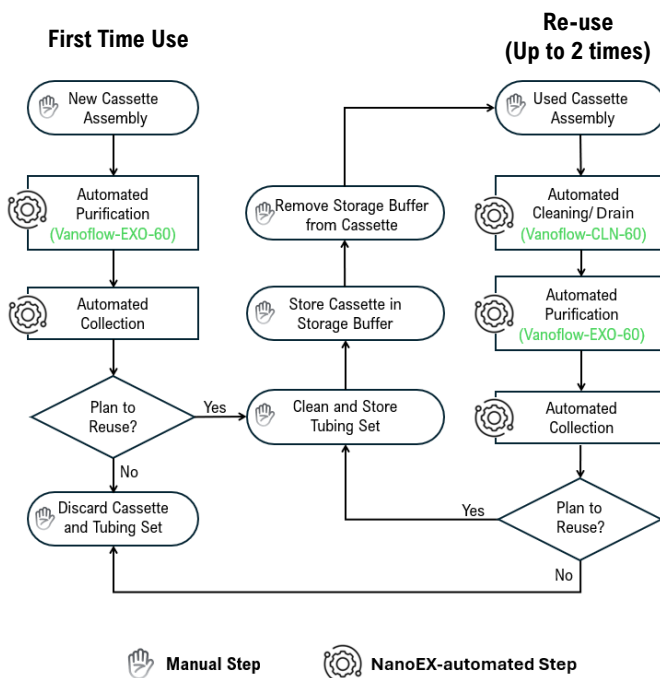 First Time Use
New Cassette
Assembly
Automated
Purification
(Vanoflow-EXO-60)
Automated
Collection
Plan to
Reuse?
Yes
No
Discard Cassette
and Tubing Set
Remove Storage Buffer
from Cassette
Store Cassette in
Storage Buffer
Clean and Store
Tubing Set
Re-use
(Up to 2 times)
Used Cassette
Assembly
Automated
Cleaning/ Drain
(Vanoflow-CLN-60)
Automated
Purification
(Vanoflow-EXO-60)
Automated
Collection
Plan to
Reuse?
Yes
No
Manual Step
NanoEX-automated Step